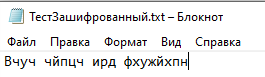 ТестЗашифрованный.txt – Блокнот
Файл Правка Формат Вид Справка
Вчуч чйпцч ирд фхужйхпн